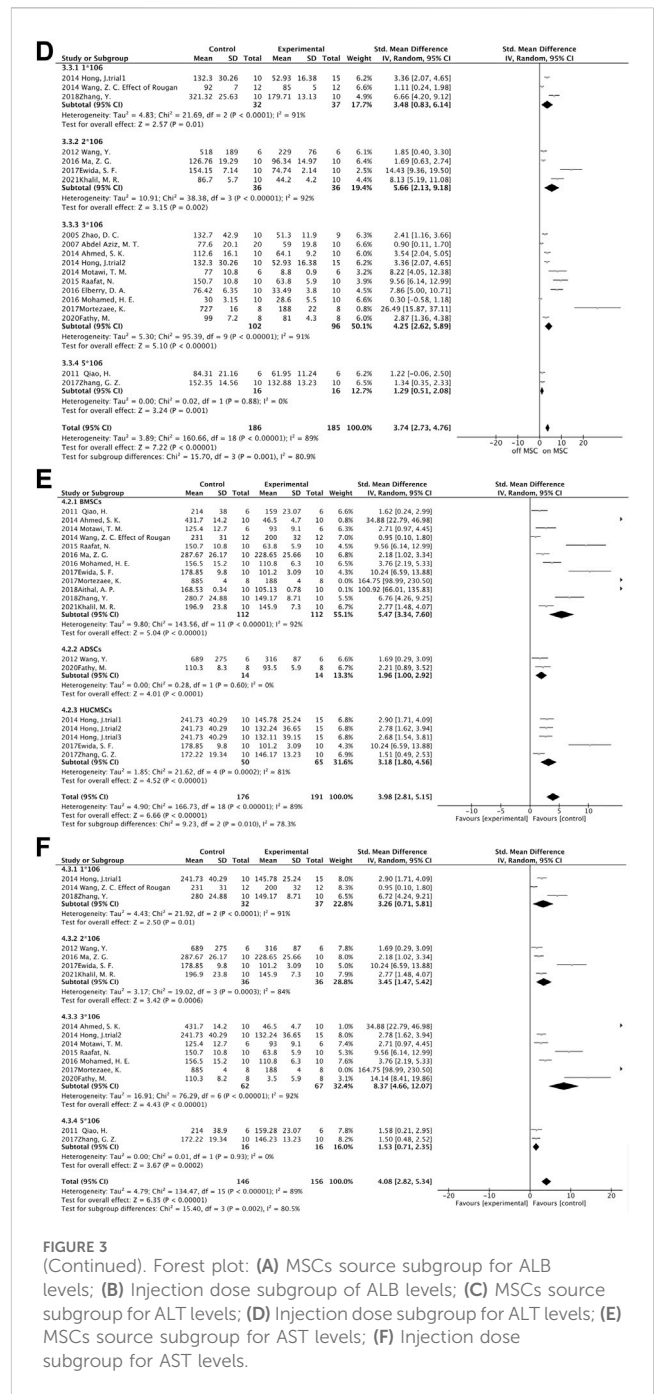 D
Control Experimental Std. Mean Difference Std. Mean Difference
Study or Subgroup Mean SD Total Mean SD Total Weight IV, Random, 95% CI IV, Random, 95% CI
3.3.1 1*106
2014 Hong, J.trial1 132.3 30.26 10 52.93 16.38 15 6.2% 3.36 [2.07, 4.65]
2014 Wang, Z. C. Effect of Rougan 92 7 12 85 5 12 6.6% 1.11 [0.24, 1.98]
2018Zhang, Y. 321.32 25.63 10 179.71 13.13 10 4.9% 6.66 [4.20, 9.12]
Subtotal (95% CI) 32 37 17.7% 3.48 [0.83, 6.14]
Heterogeneity: Tau² = 4.83; Chi² = 21.69, df = 2 (P < 0.0001); I² = 91%
Test for overall effect: Z = 2.57 (P = 0.01)
3.3.2 2*106
2012 Wang, Y. 518 189 6 229 76 6 6.1% 1.85 [0.40, 3.30]
2016 Ma, Z. G. 126.76 19.29 10 96.34 14.97 10 6.5% 1.69 [0.63, 2.74]
2017Ewida, S. F. 154.15 7.14 10 74.74 2.14 10 2.7% 14.43 [9.36, 19.50]
2021Khalil, M. R. 86.7 5.7 10 44.2 4.2 10 4.3% 8.13 [5.19, 11.08]
Subtotal (95% CI) 36 36 19.4% 5.66 [2.13, 9.18]
Heterogeneity: Tau² = 10.91; Chi² = 38.38, df = 3 (P < 0.00001); I² = 92%
Test for overall effect: Z = 3.15 (P = 0.002)
3.3.3 3*106
2005 Zhao, D. C. 132.7 42.9 10 51.3 11.9 9 6.3% 2.41 [1.16, 3.66]
2007 Abdel Aziz, M. T. 77.6 20.1 20 59 19.8 10 6.6% 0.90 [0.11, 1.70]
2014 Ahmed, S. K. 112.6 16.1 10 64.1 9.2 10 6.0% 3.54 [2.04, 5.05]
2014 Hong, J.trial2 132.3 30.26 10 52.93 16.38 15 6.2% 3.36 [2.07, 4.65]
2014 Motawi, T. M. 77 10.8 6 8.8 0.9 6 3.3% 8.22 [4.05, 12.38]
2015 Raafat, N. 150.7 10.8 10 63.8 5.9 10 3.9% 9.56 [6.14, 12.99]
2016 Elberry, D. A. 76.42 6.35 10 33.49 3.8 10 4.4% 7.86 [5.00, 10.71]
2016 Mohamed, H. E. 30 3.15 10 28.6 5.5 10 6.6% 0.30 [-0.58, 1.18]
2017Mortezaee, K. 727 16 8 188 22 8 0.8% 26.49 [15.87, 37.11]
2020Fathy, M. 99 7.2 8 81 4.3 8 6.0% 2.87 [1.36, 4.38]
Subtotal (95% CI) 102 96 50.1% 4.25 [2.62, 5.89]
Heterogeneity: Tau² = 5.30; Chi² = 95.39, df = 9 (P < 0.00001); I² = 91%
Test for overall effect: Z = 5.10 (P < 0.00001)
3.3.4 5*106
2011 Qiao, H. 84.31 21.16 6 61.95 11.24 6 6.2% 1.22 [-0.06, 2.50]
2017Zhang, G. Z. 152.35 14.56 10 132.88 13.23 10 6.5% 1.34 [0.35, 2.33]
Subtotal (95% CI) 16 16 12.7% 1.29 [0.51, 2.08]
Heterogeneity: Tau² = 0.00; Chi² = 0.02, df = 1 (P = 0.88); I² = 0%
Test for overall effect: Z = 3.24 (P = 0.001)
Total (95% CI) 186 185 100.0% 3.74 [2.73, 4.76]
Heterogeneity: Tau² = 3.89; Chi² = 160.66, df = 18 (P < 0.00001); I² = 89%
Test for overall effect: Z = 7.22 (P < 0.00001)
Test for subgroup differences: Chi² = 15.70, df = 3 (P = 0.001), I² = 80.9%
-20 -10 0 10 20
off MSC on MSC
E
Control Experimental Std. Mean Difference Std. Mean Difference
Study or Subgroup Mean SD Total Mean SD Total Weight IV, Random, 95% CI IV, Random, 95% CI
4.2.1 BMSCs
2011 Qiao, H. 214 38 6 159 23.07 6 6.6% 1.62 [0.24, 2.99]
2014 Ahmed, S. K. 431.7 14.2 10 46.5 4.7 10 0.8% 34.88 [22.79, 46.98]
2014 Motawi, T. M. 125.4 12.7 6 93 9.1 6 6.2% 2.71 [0.97, 4.45]
2014 Wang, Z. C. Effect of Rougan 231 31 12 200 32 12 7.2% 0.95 [0.10, 1.80]
2015 Raafat, N. 150.7 10.8 10 63.8 5.9 10 4.1% 9.56 [6.14, 12.99]
2016 Ma, Z. G. 287.67 26.17 10 228.65 25.66 10 7.0% 2.18 [1.02, 3.34]
2016 Mohamed, H. E. 156.5 15.2 10 110.8 6.3 10 6.5% 3.76 [2.19, 5.33]
2017Ewida, S. F. 178.85 9.8 10 101.2 3.09 10 3.9% 10.24 [6.59, 13.88]
2017Mortezaee, K. 885 4 8 188 4 8 0.0% 164.75 [98.99, 230.50]
2018Aithal, A. P. 168.53 0.34 10 105.13 0.78 10 0.1% 100.92 [66.01, 135.83]
2018Zhang, Y. 280.7 24.88 10 149.17 8.71 10 5.5% 6.76 [4.26, 9.25]
2021Khalil, M. R. 196.9 23.8 10 145.9 7.3 10 6.7% 2.77 [1.48, 4.07]
Subtotal (95% CI) 112 112 55.1% 5.47 [3.34, 7.60]
Heterogeneity: Tau² = 9.80; Chi² = 143.56, df = 11 (P < 0.00001); I² = 92%
Test for overall effect: Z = 5.04 (P < 0.00001)
4.2.2 ADSCs
2012 Wang, Y. 689 275 6 316 87 6 6.6% 1.69 [0.29, 3.09]
2020Fathy, M. 110.3 8.3 8 93.5 5.9 8 6.7% 2.21 [0.89, 3.52]
Subtotal (95% CI) 14 14 13.3% 1.96 [1.00, 2.92]
Heterogeneity: Tau² = 0.00; Chi² = 0.28, df = 1 (P = 0.60); I² = 0%
Test for overall effect: Z = 4.01 (P < 0.0001)
4.2.3 HUCMSCs
2014 Hong, J.trial1 241.73 40.29 10 145.78 25.24 15 6.8% 2.90 [1.71, 4.09]
2014 Hong, J.trial2 241.73 40.29 10 132.24 36.65 15 6.8% 2.78 [1.62, 3.94]
2014 Hong, J.trial3 241.73 40.29 10 132.11 39.15 15 6.8% 2.68 [1.54, 3.81]
2017Ewida, S. F. 178.85 9.8 10 101.2 3.09 10 4.3% 10.24 [6.59, 13.88]
2017Zhang, G. Z. 172.22 19.34 10 146.17 13.23 10 6.9% 1.51 [0.49, 2.53]
Subtotal (95% CI) 50 65 31.6% 3.18 [1.80, 4.56]
Heterogeneity: Tau² = 1.85; Chi² = 21.62, df = 4 (P = 0.0002); I² = 81%
Test for overall effect: Z = 4.52 (P < 0.00001)
Total (95% CI) 176 191 100.0% 3.98 [2.81, 5.15]
Heterogeneity: Tau² = 4.90; Chi² = 166.73, df = 18 (P < 0.00001); I² = 89%
Test for overall effect: Z = 6.66 (P < 0.00001)
Test for subgroup differences: Chi² = 9.23, df = 2 (P = 0.010), I² = 78.3%
-10 -5 0 5 10
Favours [experimental] Favours [control]
F
Control Experimental Std. Mean Difference Std. Mean Difference
Study or Subgroup Mean SD Total Mean SD Total Weight IV, Random, 95% CI IV, Random, 95% CI
4.3.1 1*106
2014 Hong, J.trial1 241.73 40.29 10 145.78 25.24 15 8.0% 2.90 [1.71, 4.09]
2014 Wang, Z. C. Effect of Rougan 231 31 12 200 32 12 8.3% 0.95 [0.10, 1.80]
2018Zhang, Y. 280 24.88 10 149.17 8.71 10 6.5% 6.72 [4.24, 9.21]
Subtotal (95% CI) 32 37 22.8% 3.26 [0.71, 5.81]
Heterogeneity: Tau² = 4.43; Chi² = 21.92, df = 2 (P < 0.0001); I² = 91%
Test for overall effect: Z = 2.50 (P = 0.01)
4.3.2 2*106
2012 Wang, Y. 689 275 6 316 87 6 7.8% 1.69 [0.29, 3.09]
2016 Ma, Z. G. 287.67 26.17 10 228.65 25.66 10 8.0% 2.18 [1.02, 3.34]
2017Ewida, S. F. 178.85 9.8 10 101.2 3.09 10 5.0% 10.24 [6.59, 13.88]
2021Khalil, M. R. 196.9 23.8 10 145.9 7.3 10 7.9% 2.77 [1.48, 4.07]
Subtotal (95% CI) 36 36 28.8% 3.45 [1.47, 5.42]
Heterogeneity: Tau² = 3.17; Chi² = 19.02, df = 3 (P = 0.0003); I² = 84%
Test for overall effect: Z = 3.42 (P = 0.0006)
4.3.3 3*106
2014 Ahmed, S. K. 431.7 14.2 10 46.5 4.7 10 1.0% 34.88 [22.79, 46.98]
2014 Hong, J.trial2 241.73 40.29 10 132.24 36.65 15 8.0% 2.78 [1.62, 3.94]
2014 Motawi, T. M. 125.4 12.7 6 93 9.1 6 7.4% 2.71 [0.97, 4.45]
2015 Raafat, N. 150.7 10.8 10 63.8 5.9 10 5.3% 9.56 [6.14, 12.99]
2016 Mohamed, H. E. 156.5 15.2 10 110.8 6.3 10 7.6% 3.76 [2.19, 5.33]
2017Mortezaee, K. 885 4 8 188 4 8 0.0% 164.75 [98.99, 230.50]
2020Fathy, M. 110.3 8.2 8 3.5 5.9 8 3.1% 14.14 [8.41, 19.86]
Subtotal (95% CI) 62 67 32.4% 8.37 [4.66, 12.07]
Heterogeneity: Tau² = 16.91; Chi² = 76.29, df = 6 (P < 0.00001); I² = 92%
Test for overall effect: Z = 4.43 (P < 0.00001)
4.3.4 5*106
2011 Qiao, H. 214 38.9 6 159.28 23.07 6 7.6% 1.58 [0.21, 2.95]
2017Zhang, G. Z. 172.22 19.34 10 146.23 13.23 10 8.2% 1.50 [0.48, 2.52]
Subtotal (95% CI) 16 16 16.0% 1.53 [0.71, 2.35]
Heterogeneity: Tau² = 0.00; Chi² = 0.01, df = 1 (P = 0.93); I² = 0%
Test for overall effect: Z = 3.67 (P = 0.0002)
Total (95% CI) 146 156 100.0% 4.08 [2.82, 5.34]
Heterogeneity: Tau² = 4.79; Chi² = 134.47, df = 15 (P < 0.00001); I² = 89%
Test for overall effect: Z = 6.35 (P < 0.00001)
Test for subgroup differences: Chi² = 15.40, df = 3 (P = 0.002), I² = 80.5%
-20 -10 0 10 20
Favours [experimental] Favours [control]
FIGURE 3
(Continued). Forest plot: (A) MSCs source subgroup for ALB
levels; (B) Injection dose subgroup of ALB levels; (C) MSCs source
subgroup for ALT levels; (D) Injection dose subgroup for ALT levels; (E)
MSCs source subgroup for AST levels; (F) Injection dose
subgroup for AST levels.